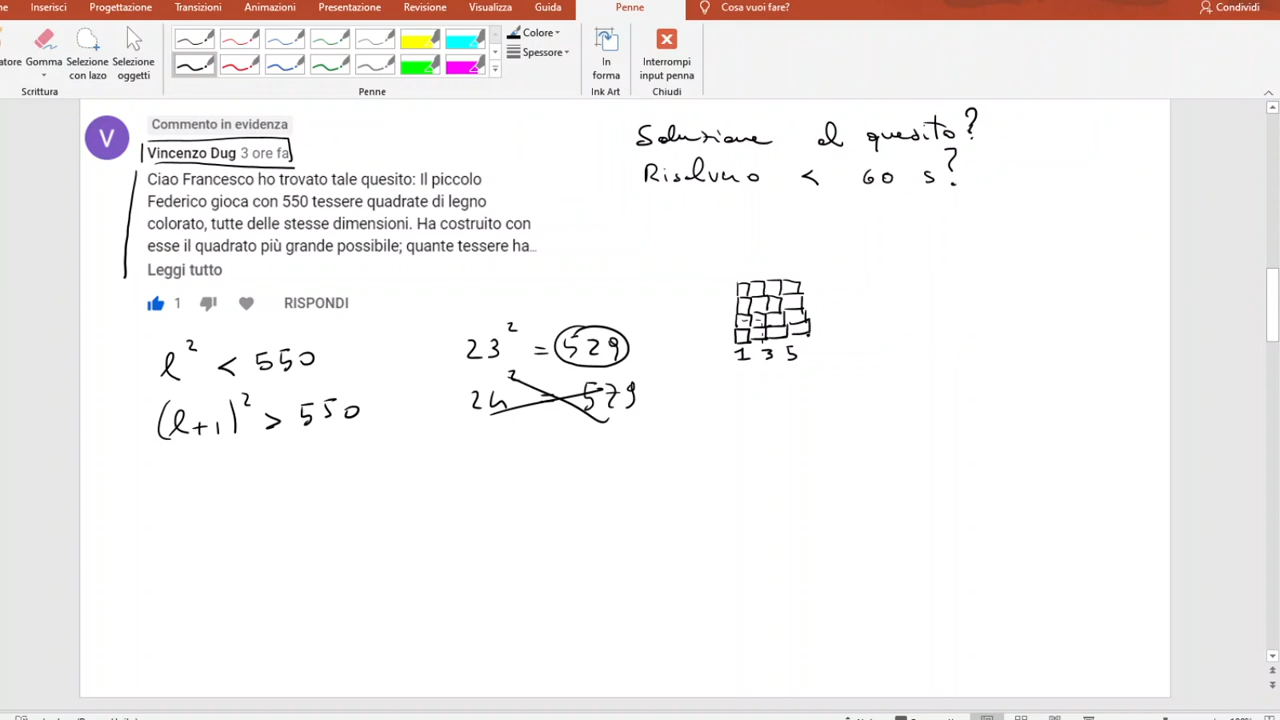 ne Inserisci Progettazione Transizioni Animazioni Presentazione Revisione Visualizza Guida Penne Cosa vuoi fare? Condividi
atore Gomma Selezione con lazo Selezione oggetti
Colore
Spessore
In forma
Interrompi input penna
Scrittura Penne Ink Art Chiudi
V
Commento in evidenza
Vincenzo Dug 3 ore fa
Ciao Francesco ho trovato tale quesito: Il piccolo
Federico gioca con 550 tessere quadrate di legno
colorato, tutte delle stesse dimensioni. Ha costruito con
esse il quadrato più grande possibile; quante tessere ha...
Leggi tutto
1 RISPONDI
Soluzione al quesito?
Risolverlo < 60 s?
l² < 550
(l+1)² > 550
23² = 529
24² = 579
1 3 5